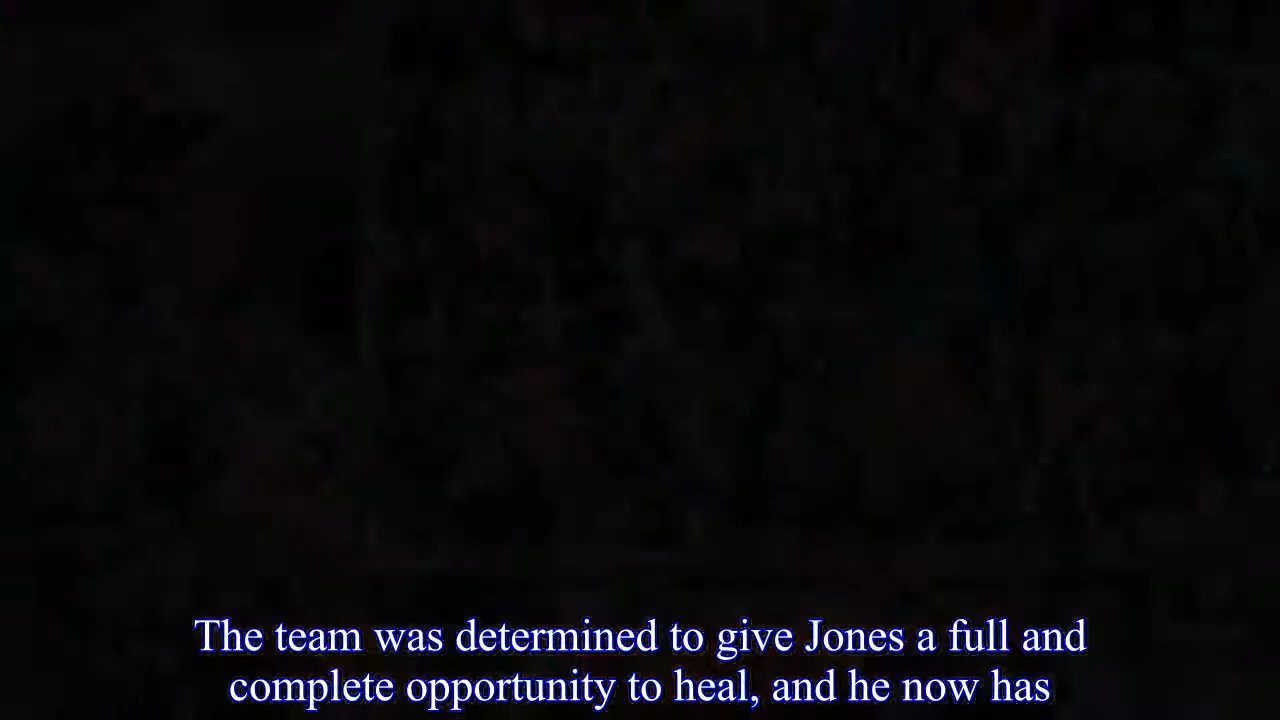 The team was determined to give Jones a full and
complete opportunity to heal, and he now has